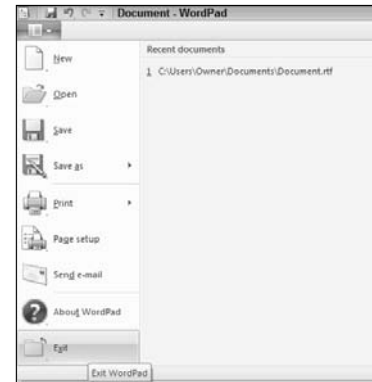 Document - WordPad
Recent documents
1 C:\Users\Owner\Documents\Document.rtf
New
Open
Save
Save as
Print
Page setup
Send e-mail
About WordPad
Exit
Exit WordPad